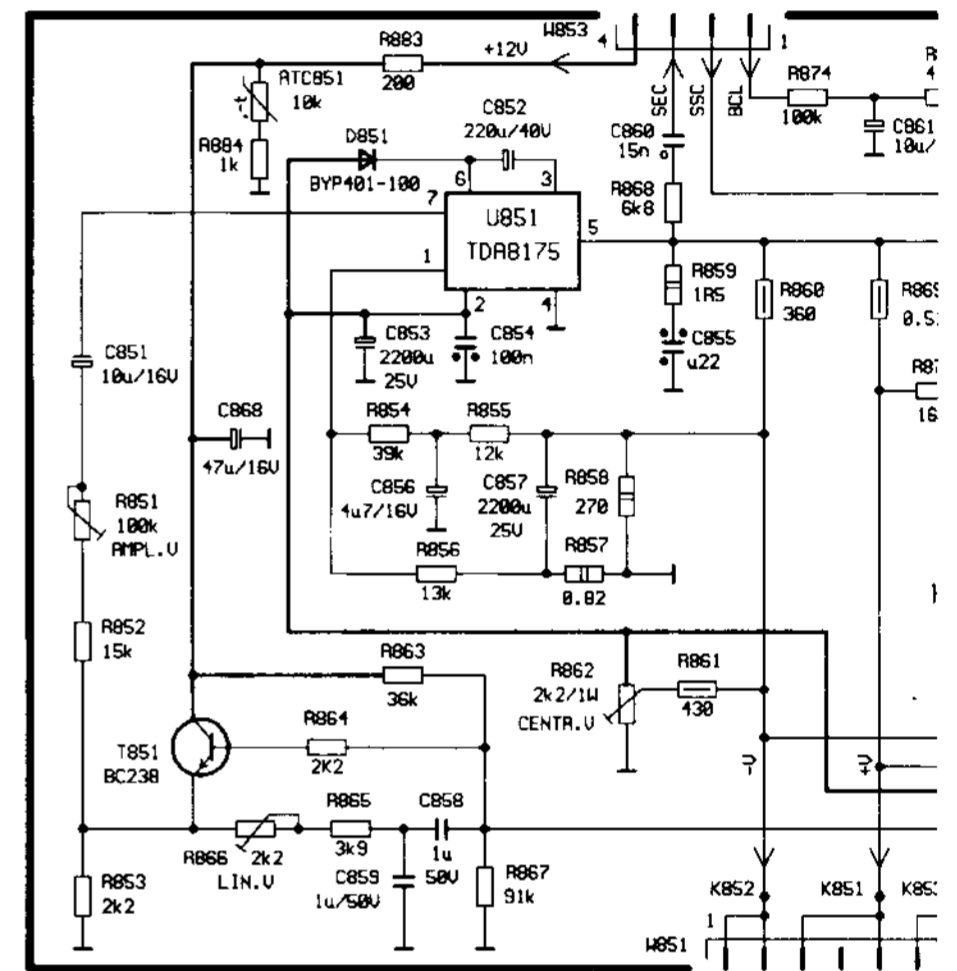 W853
4
1
+12V
R883
200
RTC851
10k
-t
R884
1k
D851
BYP401-100
C852
220u/40V
SEC
SSC
BCL
R874
100k
C860
15n
C861
10u/
R868
6k8
6
3
7
U851
TDA8175
5
1
2
4
R859
1R5
R860
360
C853
2200u
25V
C854
100n
C855
u22
C851
10u/16V
C868
47u/16V
R854
39k
R855
12k
16
C856
4u7/16V
C857
2200u
25V
R858
270
R851
100k
AMPL.V
R856
13k
R857
0.82
R852
15k
R863
36k
R862
2k2/1W
CENTR.V
R861
430
R864
2K2
T851
BC238
-V
+V
R865
3k9
C858
1u
50V
R866
2k2
LIN.V
C859
1u/50V
R867
91k
R853
2k2
K852
K851
1
W851